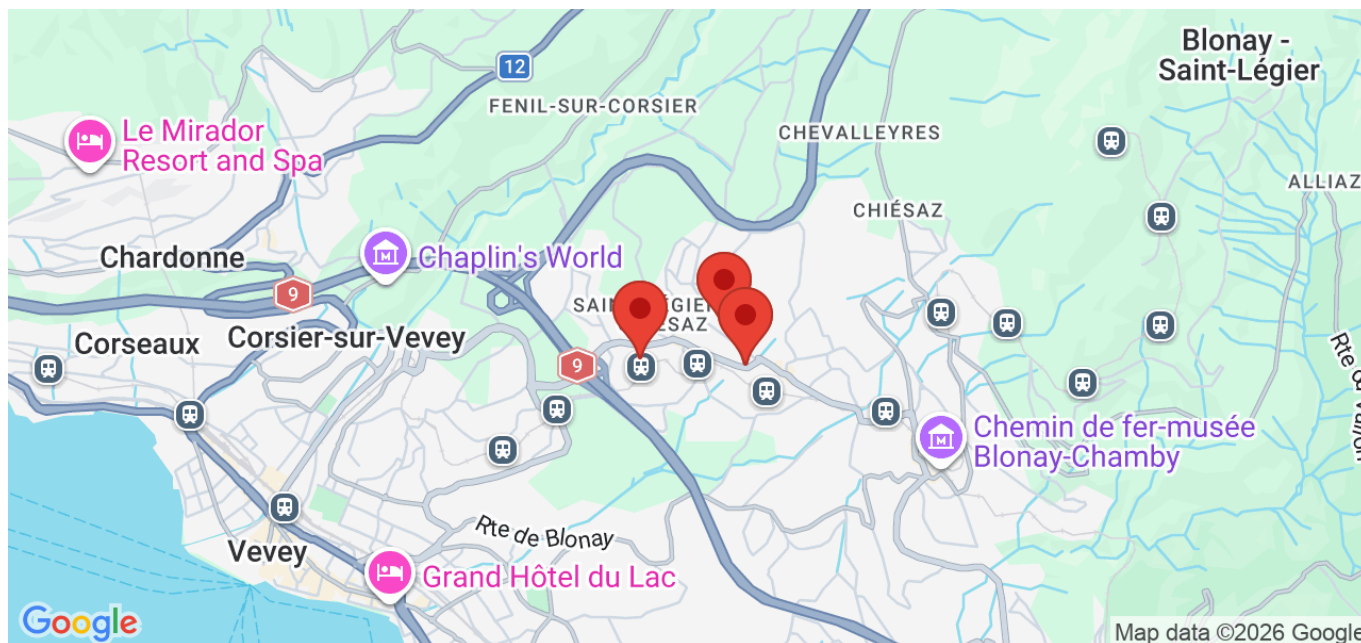 Blonay -
Saint-Légier
12
FENIL-SUR-CORSIER
Le Mirador
Resort and Spa
CHEVALLEYRES
ALLIAZ
CHIÉSAZ
Chardonne
Chaplin's World
9
Corseaux
Corsier-sur-Vevey
9
Rte de Blonay
Chemin de fer-musée
Blonay-Chamby
Vevey
Grand Hôtel du Lac
Google
Map data ©2026 Google